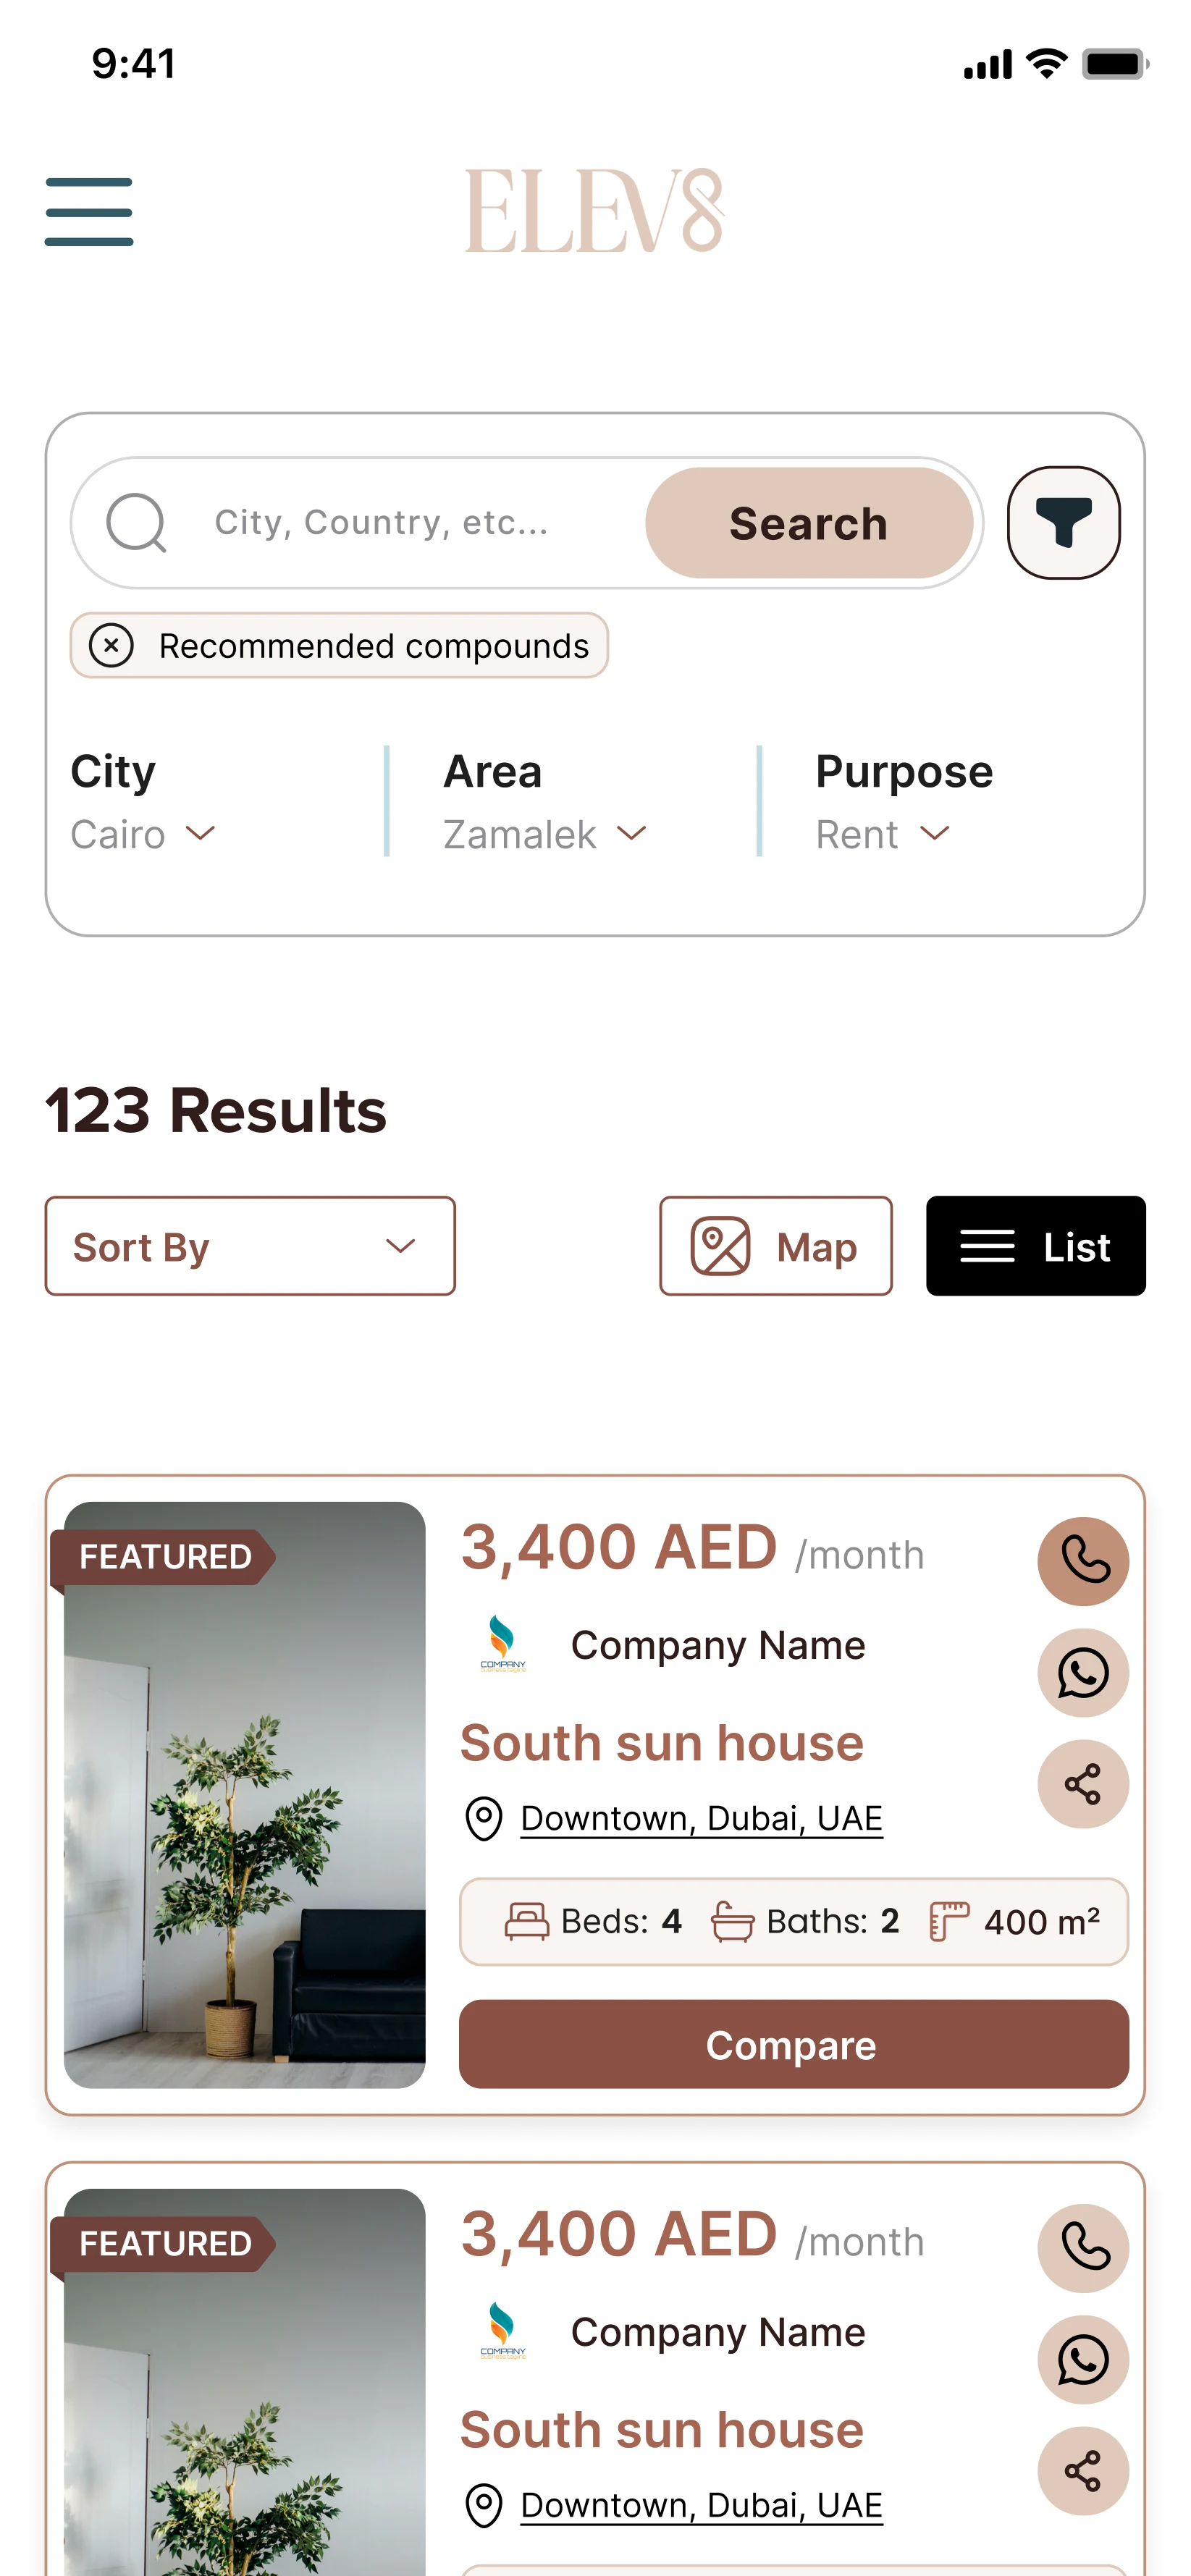 9:41
ELEV8
City, Country, etc...
Search
Recommended compounds
City
Area
Purpose
Cairo
Zamalek
Rent
123 Results
Sort By
Map
List
FEATURED
3,400 AED /month
COMPANY
Company Name
South sun house
Downtown, Dubai, UAE
Beds: 4
Baths: 2
400 m²
Compare
FEATURED
3,400 AED /month
COMPANY
Company Name
South sun house
Downtown, Dubai, UAE